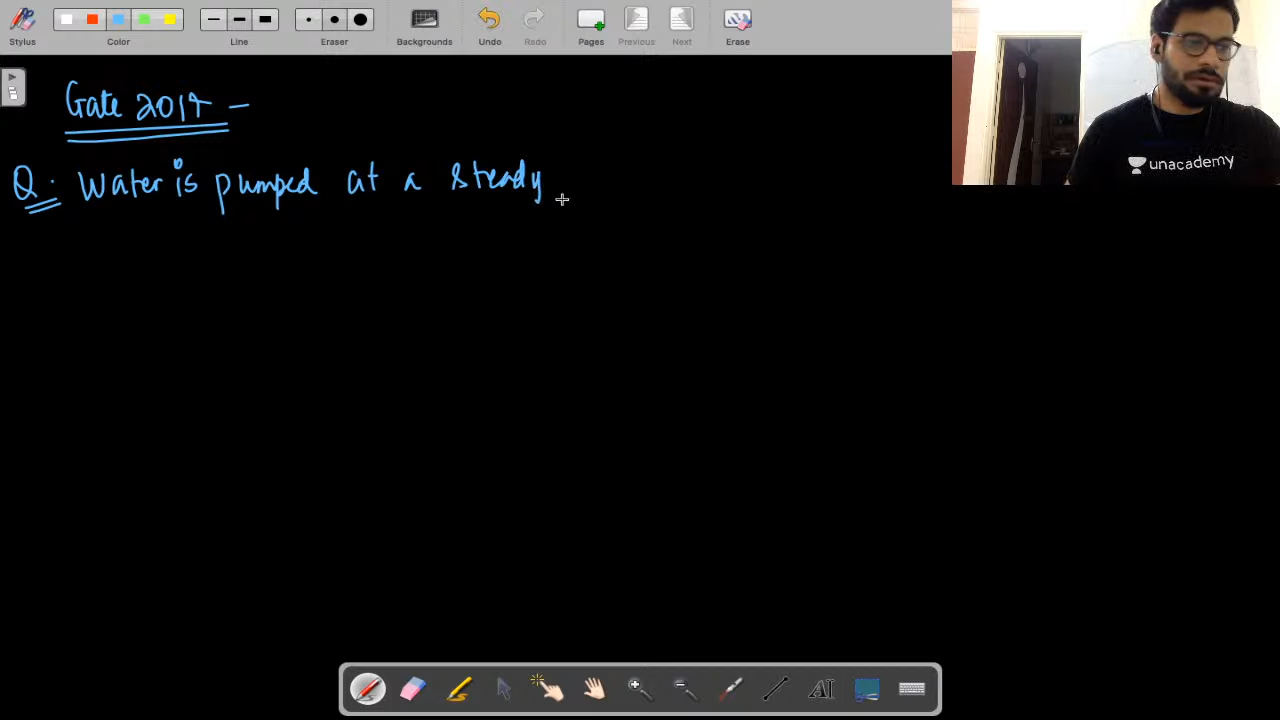 Stylus
Color
Line
Eraser
Backgrounds
Undo
Redo
Pages
Previous
Next
Erase
unacademy
Gate 2017 -
Q. Water is pumped at a steady